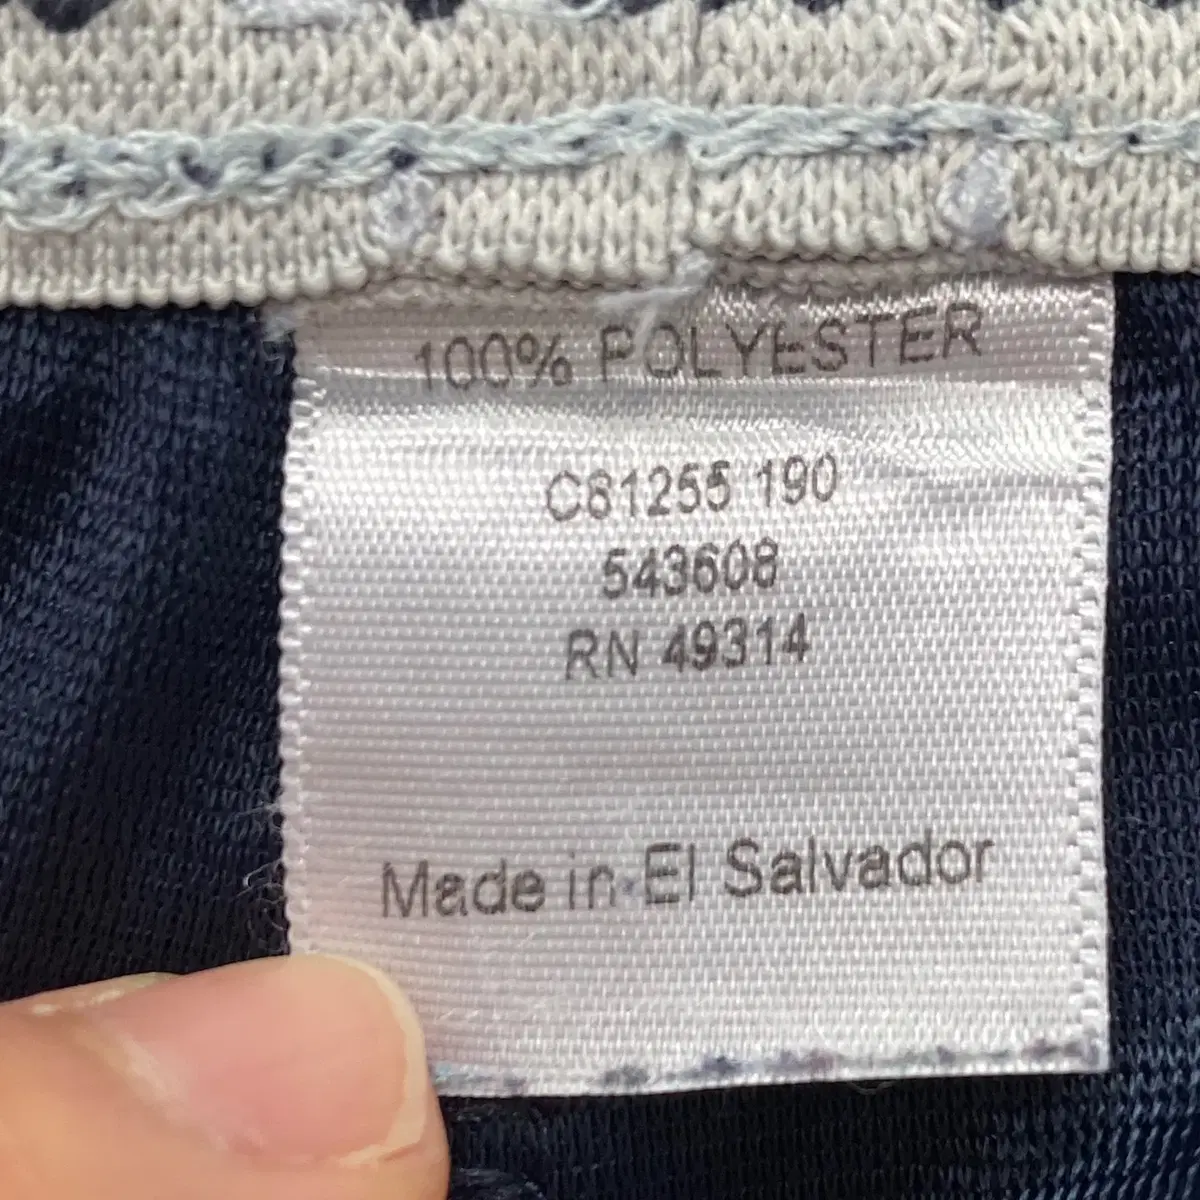 100% POLYESTER
C61255 190
543608
RN 49314
Made in El Salvador